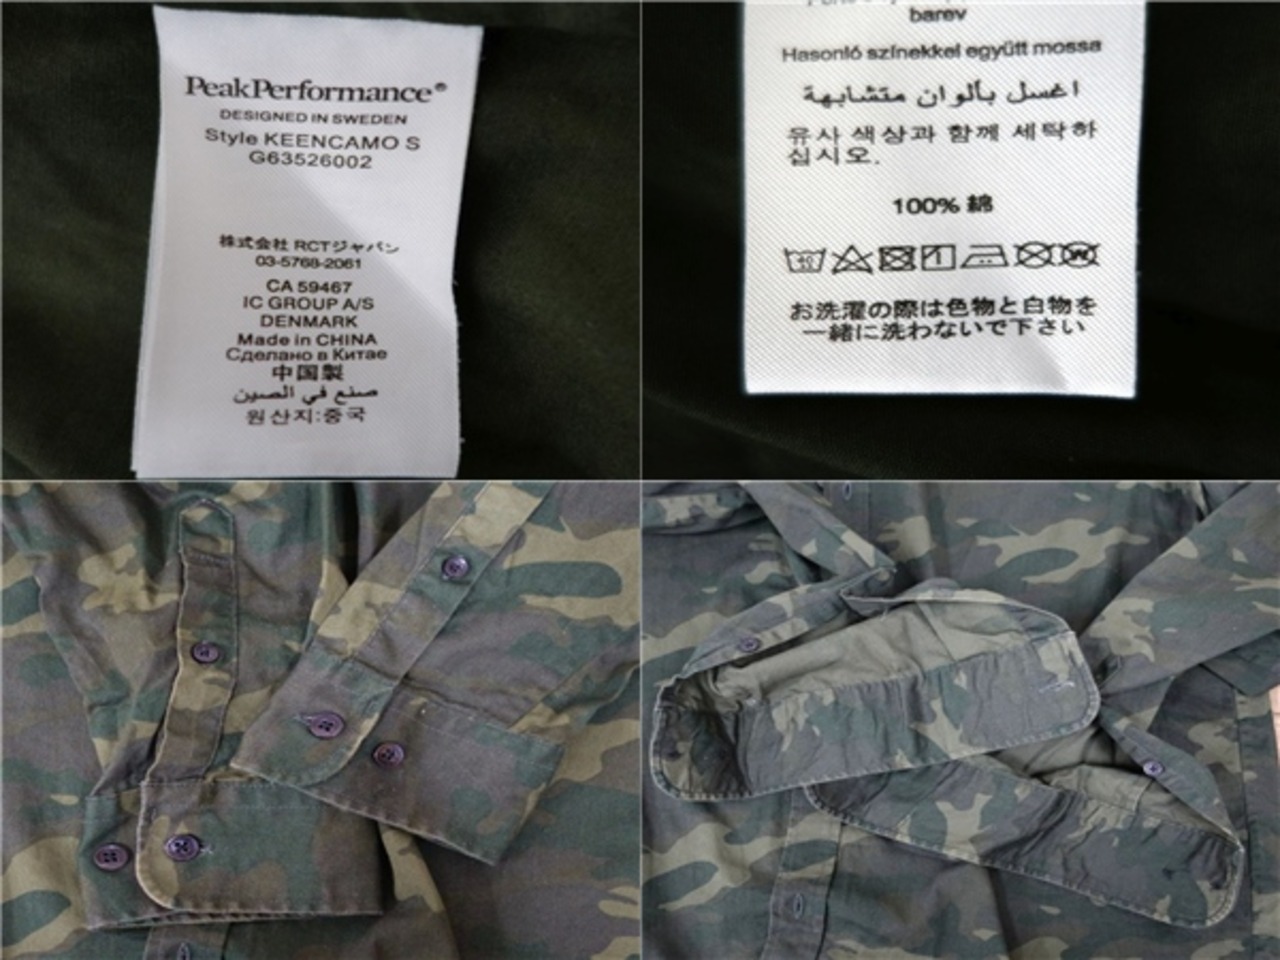 PeakPerformance®
DESIGNED IN SWEDEN
Style KEENCAMO S
G63526002
株式会社 RCTジャパン
03-5768-2061
CA 59467
IC GROUP A/S
DENMARK
Made in CHINA
Сделано в Китае
中国製
صنع في الصين
원산지:중국
barev
Hasonló színekkel együtt mossa
اغسل بألوان متشابهة
유사 색상과 함께 세탁하
십시오.
100% 綿
お洗濯の際は色物と白物を
一緒に洗わないで下さい